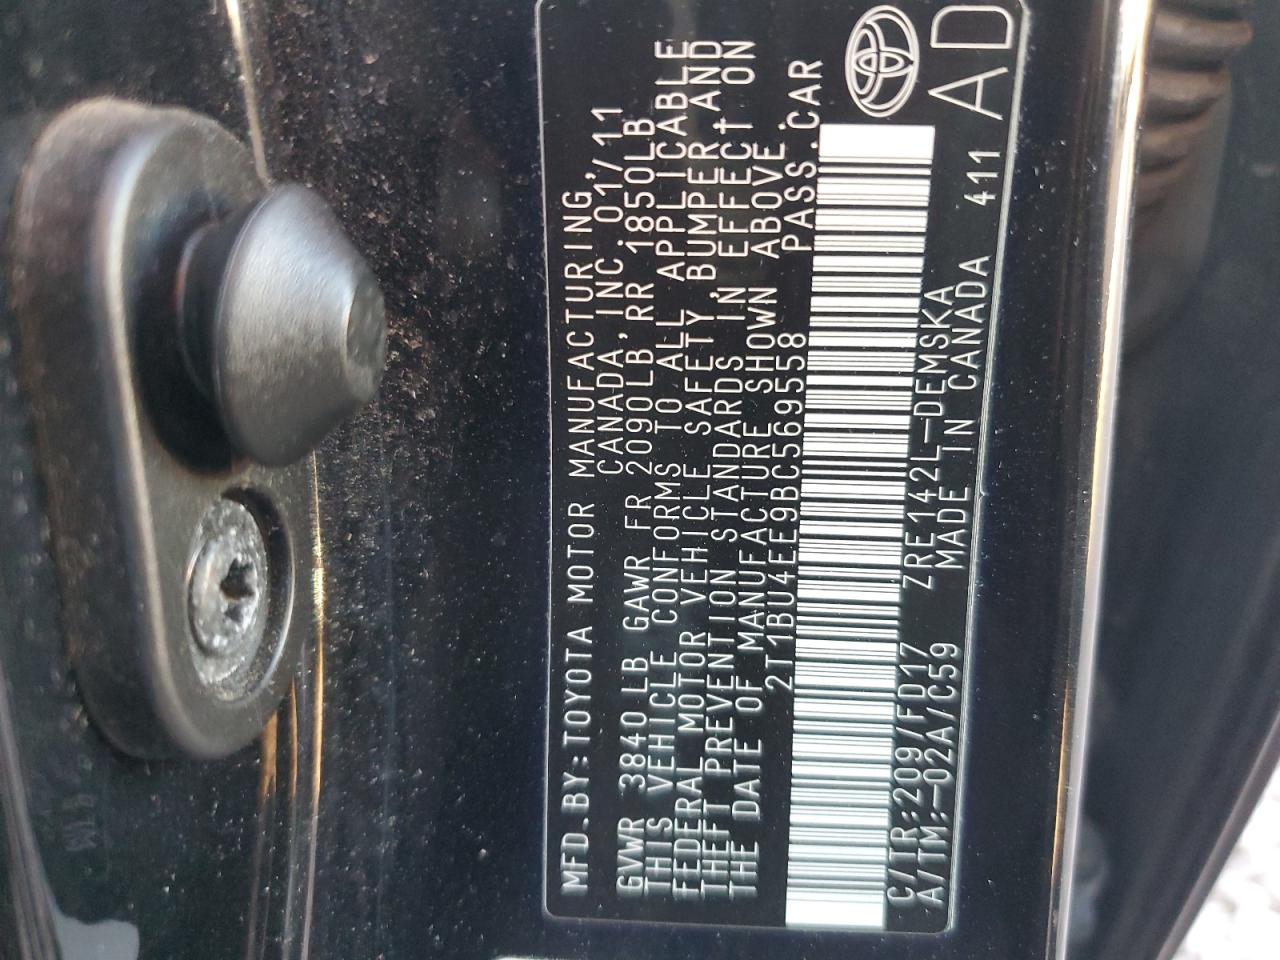 MFD.BY:TOYOTA MOTOR MANUFACTURING,
CANADA,INC. 01/11
GVWR 3840 LB GAWR FR 2090LB RR 1850LB
THIS VEHICLE CONFORMS TO ALL APPLICABLE
FEDERAL MOTOR VEHICLE SAFETY,BUMPER,AND
THEFT PREVENTION STANDARDS IN EFFECT ON
THE DATE OF MANUFACTURE SHOWN ABOVE.
2T1BU4EE9BC569558 PASS.CAR
C/TR:209/FD17 ZRE142L-DEMSKA
A/TM:-02A/C59 MADE IN CANADA 411
AD